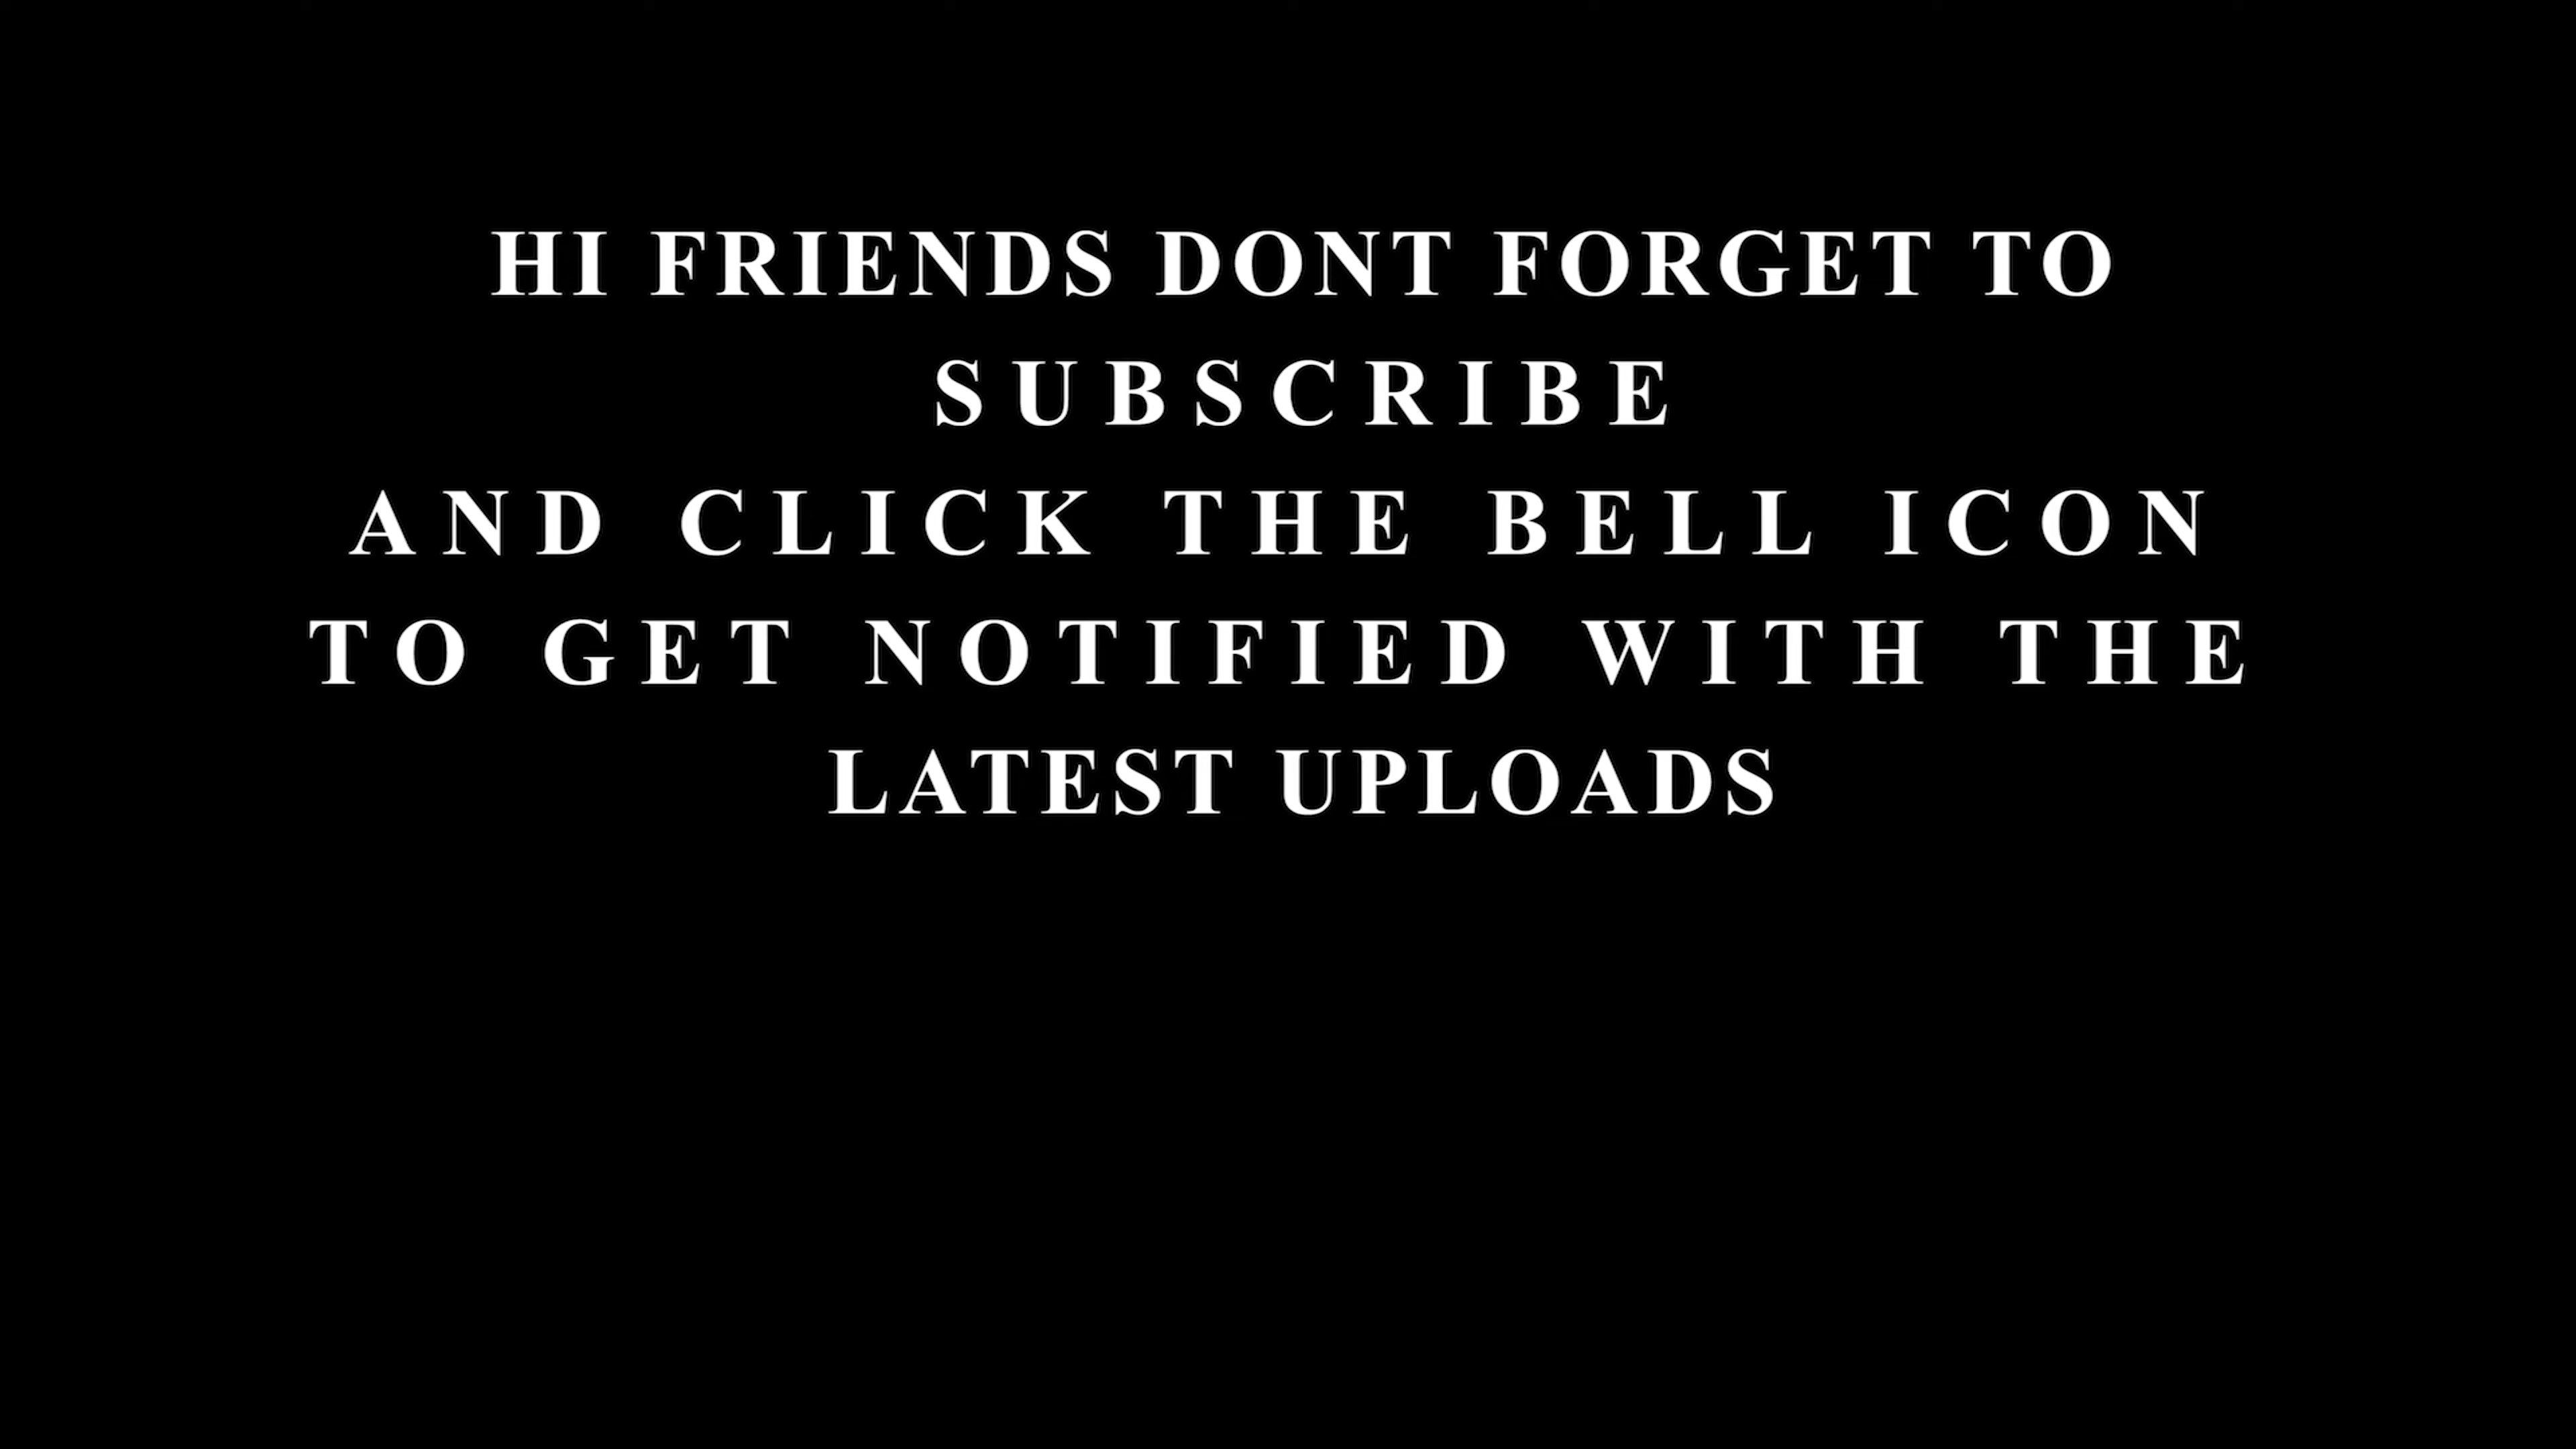 HI FRIENDS DONT FORGET TO
SUBSCRIBE
AND CLICK THE BELL ICON
TO GET NOTIFIED WITH THE
LATEST UPLOADS